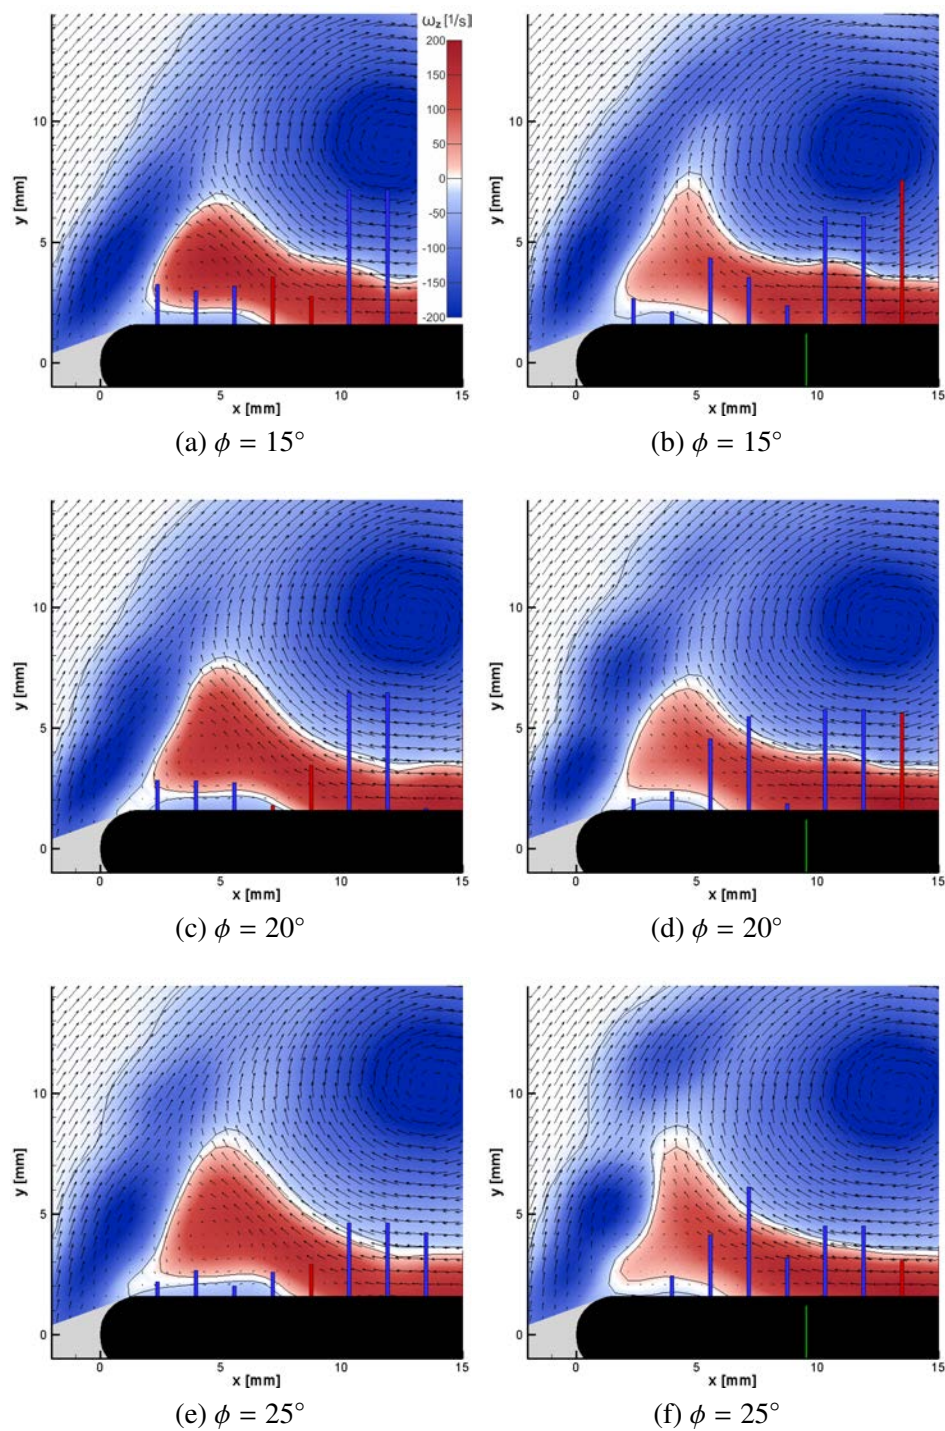 ωz [1/s]
200
150
100
50
0
-50
-100
-150
-200
10
5
0
y [mm]
0 5 10 15
x [mm]
10
5
0
y [mm]
0 5 10 15
x [mm]
(a) ϕ = 15° (b) ϕ = 15°
10
5
0
y [mm]
0 5 10 15
x [mm]
10
5
0
y [mm]
0 5 10 15
x [mm]
(c) ϕ = 20° (d) ϕ = 20°
10
5
0
y [mm]
0 5 10 15
x [mm]
10
5
0
y [mm]
0 5 10 15
x [mm]
(e) ϕ = 25° (f) ϕ = 25°